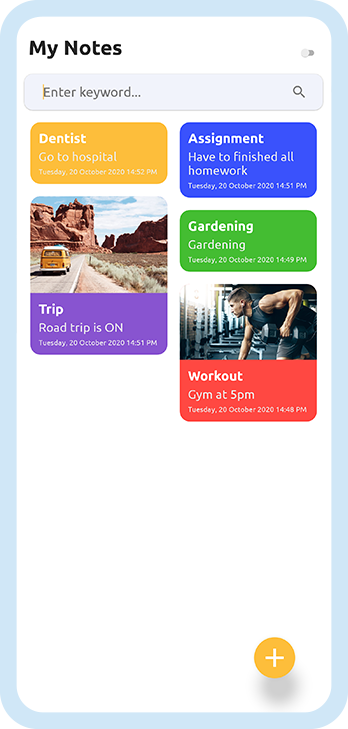 My Notes
Enter keyword...
Dentist
Go to hospital
Tuesday, 20 October 2020 14:52 PM
Assignment
Have to finished all
homework
Tuesday, 20 October 2020 14:51 PM
Gardening
Gardening
Tuesday, 20 October 2020 14:49 PM
Trip
Road trip is ON
Tuesday, 20 October 2020 14:51 PM
Workout
Gym at 5pm
Tuesday, 20 October 2020 14:48 PM